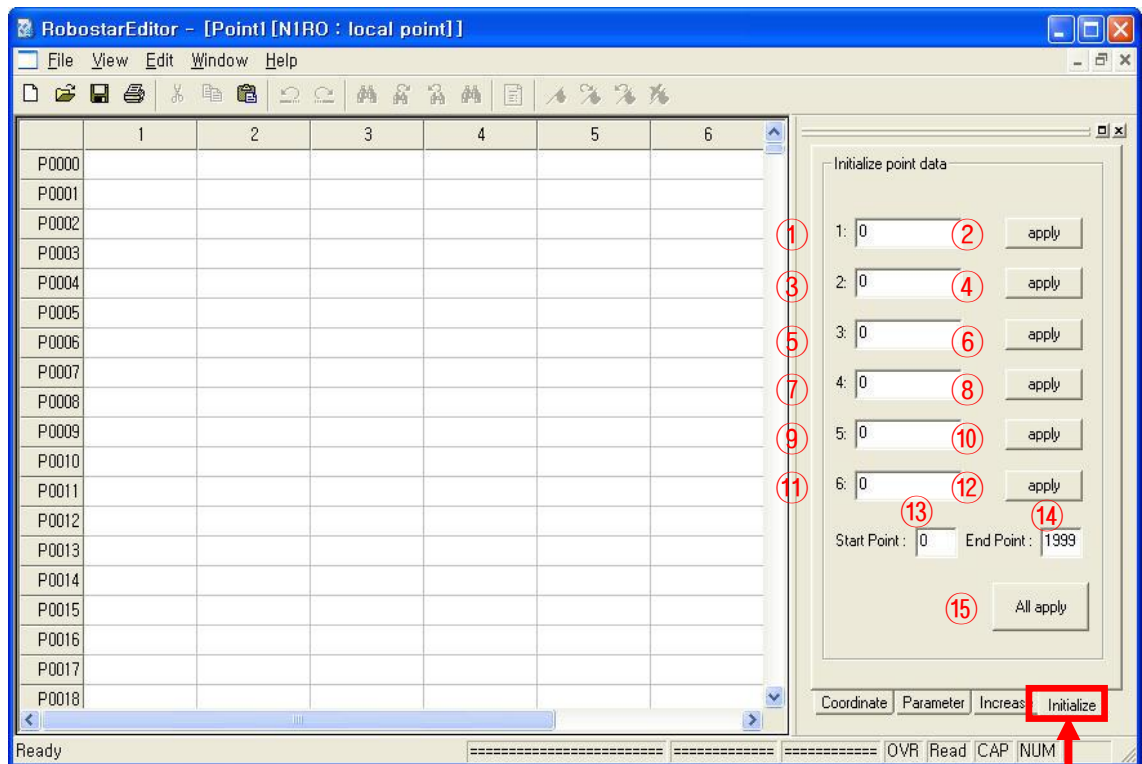 RobostarEditor - [Point1 [N1RO : local point]]
File View Edit Window Help
1 2 3 4 5 6
P0000
P0001
P0002
P0003
P0004
P0005
P0006
P0007
P0008
P0009
P0010
P0011
P0012
P0013
P0014
P0015
P0016
P0017
P0018
Initialize point data
① 1: 0 ② apply
③ 2: 0 ④ apply
⑤ 3: 0 ⑥ apply
⑦ 4: 0 ⑧ apply
⑨ 5: 0 ⑩ apply
⑪ 6: 0 ⑫ apply
⑬ ⑭
Start Point : 0 End Point : 1999
⑮ All apply
Coordinate Parameter Increas Initialize
Ready ======================== ============= ============ OVR Read CAP NUM